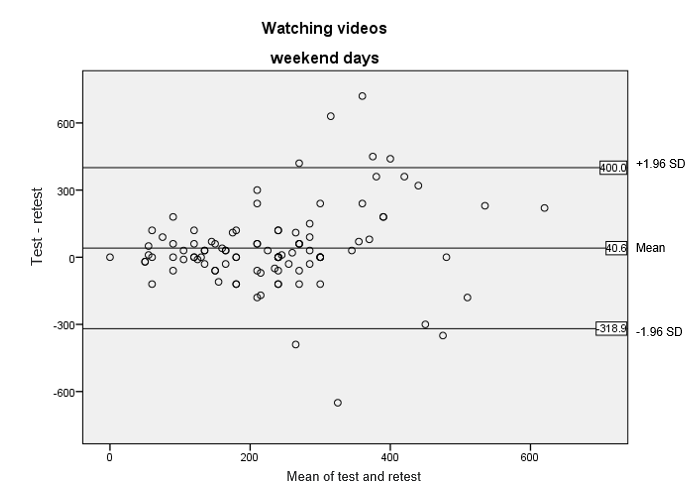 Watching videos
weekend days
Test - retest
600
300
0
-300
-600
400.0
+1.96 SD
40.6
Mean
-318.9
-1.96 SD
0
200
400
600
Mean of test and retest